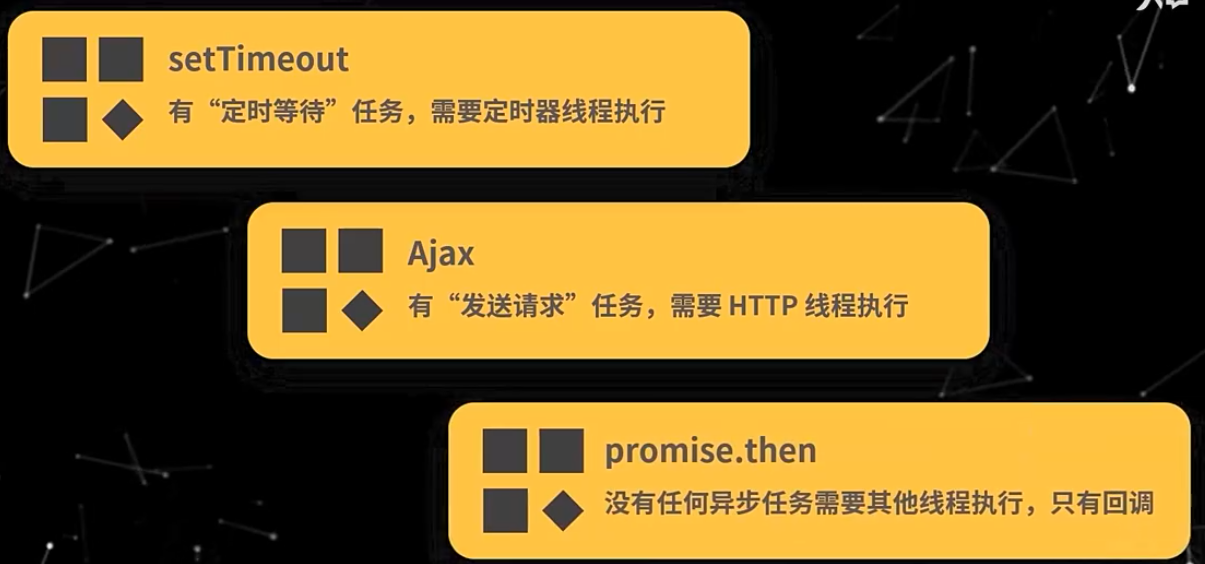 setTimeout
有“定时等待”任务，需要定时器线程执行
Ajax
有“发送请求”任务，需要 HTTP 线程执行
promise.then
没有任何异步任务需要其他线程执行，只有回调